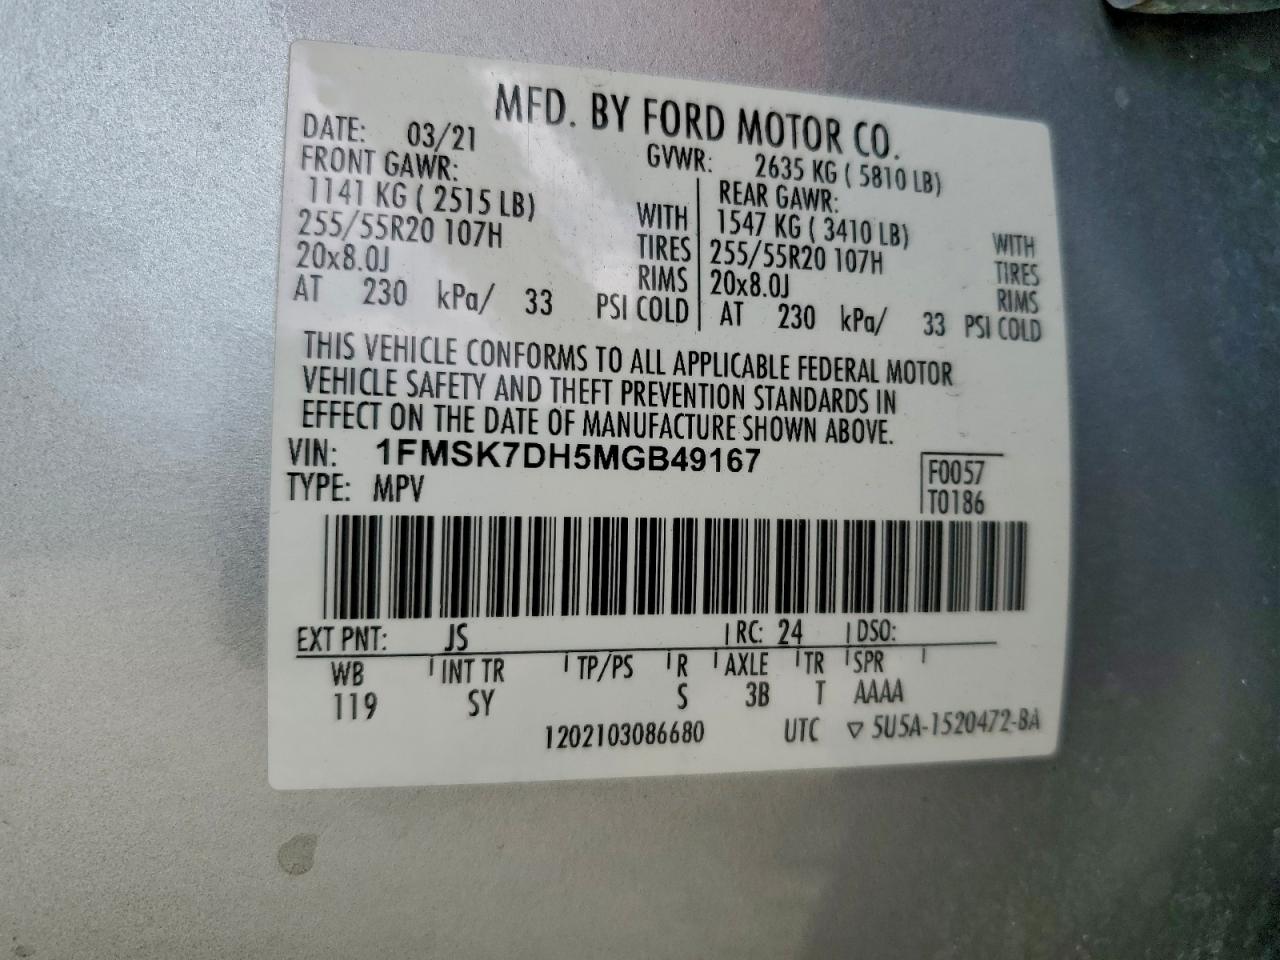 MFD. BY FORD MOTOR CO.
DATE: 03/21 GVWR: 2635 KG ( 5810 LB)
FRONT GAWR: REAR GAWR:
1141 KG ( 2515 LB) WITH 1547 KG ( 3410 LB) WITH
255/55R20 107H TIRES 255/55R20 107H TIRES
20x8.0J RIMS 20x8.0J RIMS
AT 230 kPa/ 33 PSI COLD AT 230 kPa/ 33 PSI COLD
THIS VEHICLE CONFORMS TO ALL APPLICABLE FEDERAL MOTOR
VEHICLE SAFETY AND THEFT PREVENTION STANDARDS IN
EFFECT ON THE DATE OF MANUFACTURE SHOWN ABOVE.
VIN: 1FMSK7DH5MGB49167
TYPE: MPV
F0057
T0186
EXT PNT: JS RC: 24 DSO:
WB INT TR TP/PS R AXLE TR SPR
119 SY S 3B T AAAA
1202103086680 UTC ▽ 5U5A-1520472-BA